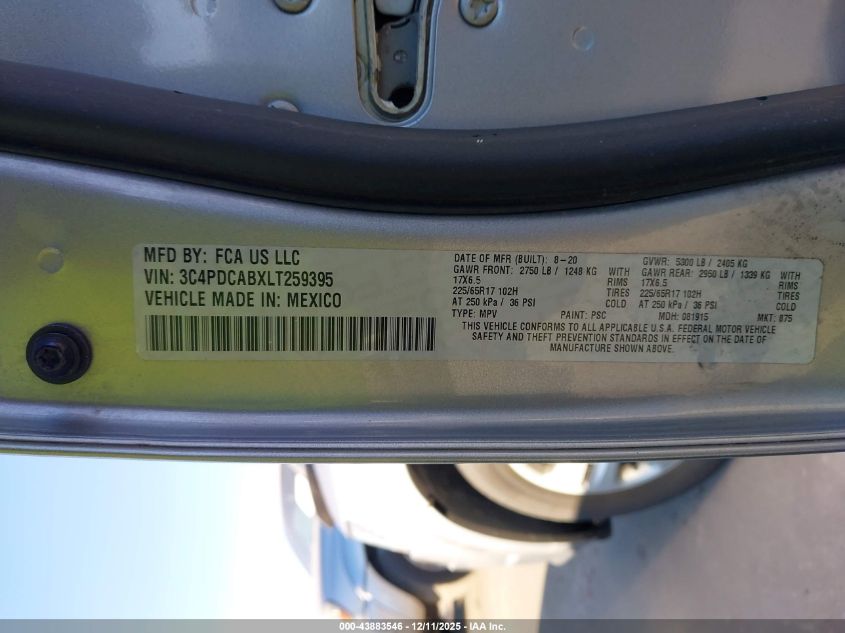 MFD BY: FCA US LLC
VIN: 3C4PDCABXLT259395
VEHICLE MADE IN: MEXICO
DATE OF MFR (BUILT): 8-20 GVWR: 5300 LB / 2405 KG
GAWR FRONT: 2750 LB / 1248 KG GAWR REAR: 2950 LB / 1339 KG
17X6.5 RIMS 17X6.5 RIMS
225/65R17 102H TIRES 225/65R17 102H TIRES
AT 250 kPa / 36 PSI COLD AT 250 kPa / 36 PSI COLD
TYPE: MPV PAINT: PSC MDH: 081915 MKT: 875
THIS VEHICLE CONFORMS TO ALL APPLICABLE U.S.A. FEDERAL MOTOR VEHICLE
SAFETY AND THEFT PREVENTION STANDARDS IN EFFECT ON THE DATE OF
MANUFACTURE SHOWN ABOVE.
000-43883546 - 12/11/2025 - www.iaai.com